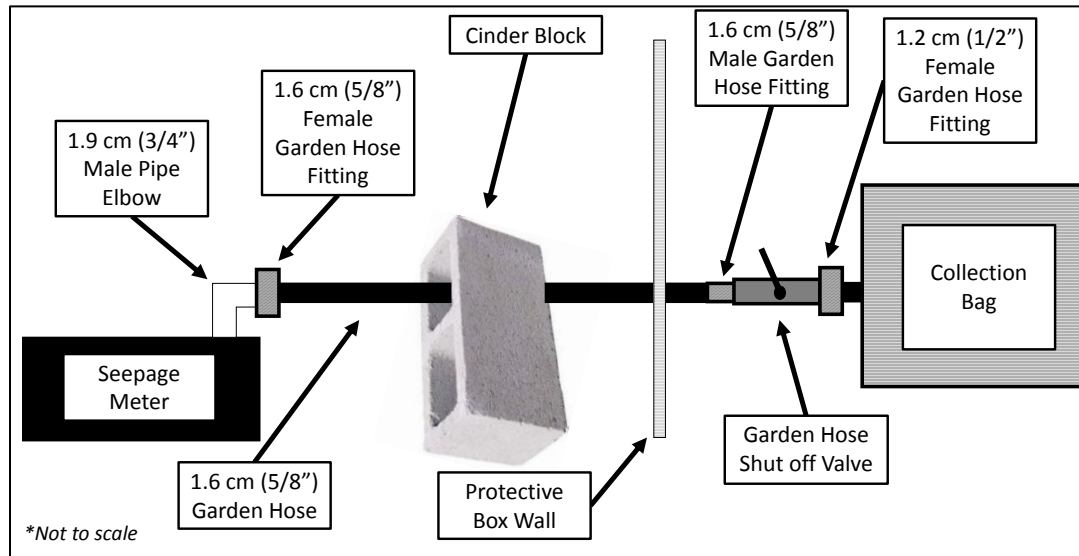 1.9 cm (3/4”)
Male Pipe
Elbow
1.6 cm (5/8”)
Female
Garden Hose
Fitting
Cinder Block
1.6 cm (5/8”)
Male Garden
Hose Fitting
1.2 cm (1/2”)
Female
Garden Hose
Fitting
Seepage
Meter
Collection
Bag
1.6 cm (5/8”)
Garden Hose
Protective
Box Wall
Garden Hose
Shut off Valve
*Not to scale